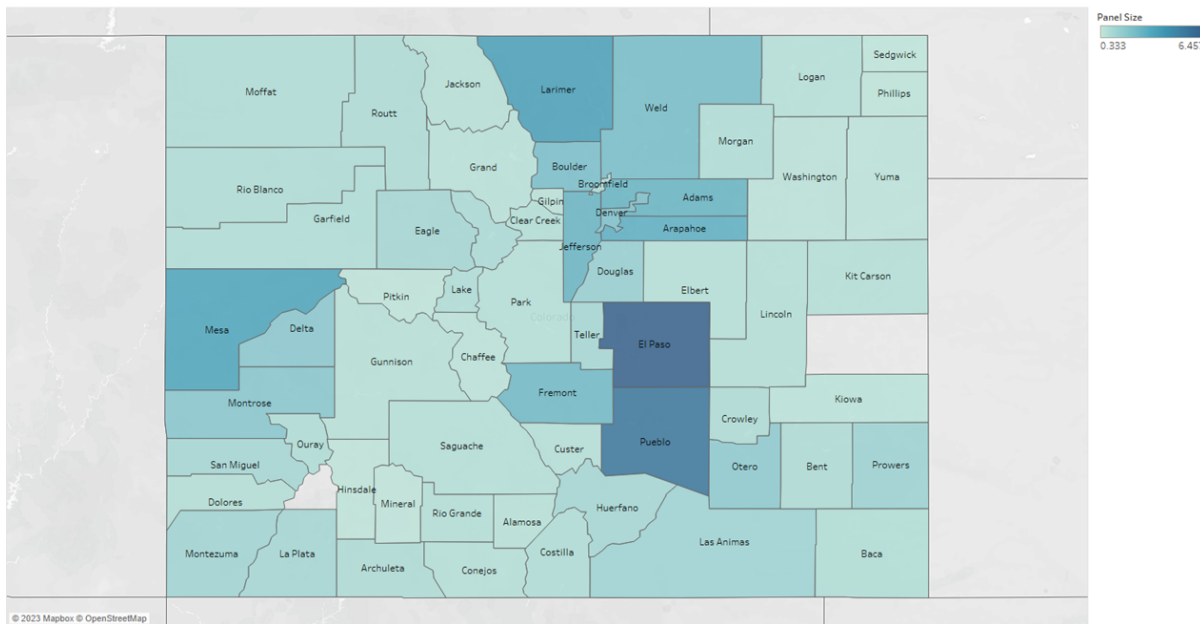 Panel Size
0.333
Sedgwick
Logan
Jackson
Moffat
Larimer
Phillips
Weld
Routt
Morgan
Grand
Boulder
Washington
Yuma
Broomfield
Rio Blanco
Gilpin
Adams
Denver
Garfield
Clear Creek
Eagle
Arapahoe
Jefferson
Douglas
Kit Carson
Lake
Elbert
Pitkin
Park
Lincoln
Colorado
Mesa
Delta
Teller
El Paso
Chaffee
Gunnison
Fremont
Kiowa
Montrose
Crowley
Pueblo
Ouray
Saguache
Custer
San Miguel
Otero
Bent
Prowers
Hinsdale
Dolores
Mineral
Huerfano
Rio Grande
Alamosa
Las Animas
Montezuma
La Plata
Costilla
Baca
Archuleta
Conejos
© 2023 Mapbox © OpenStreetMap